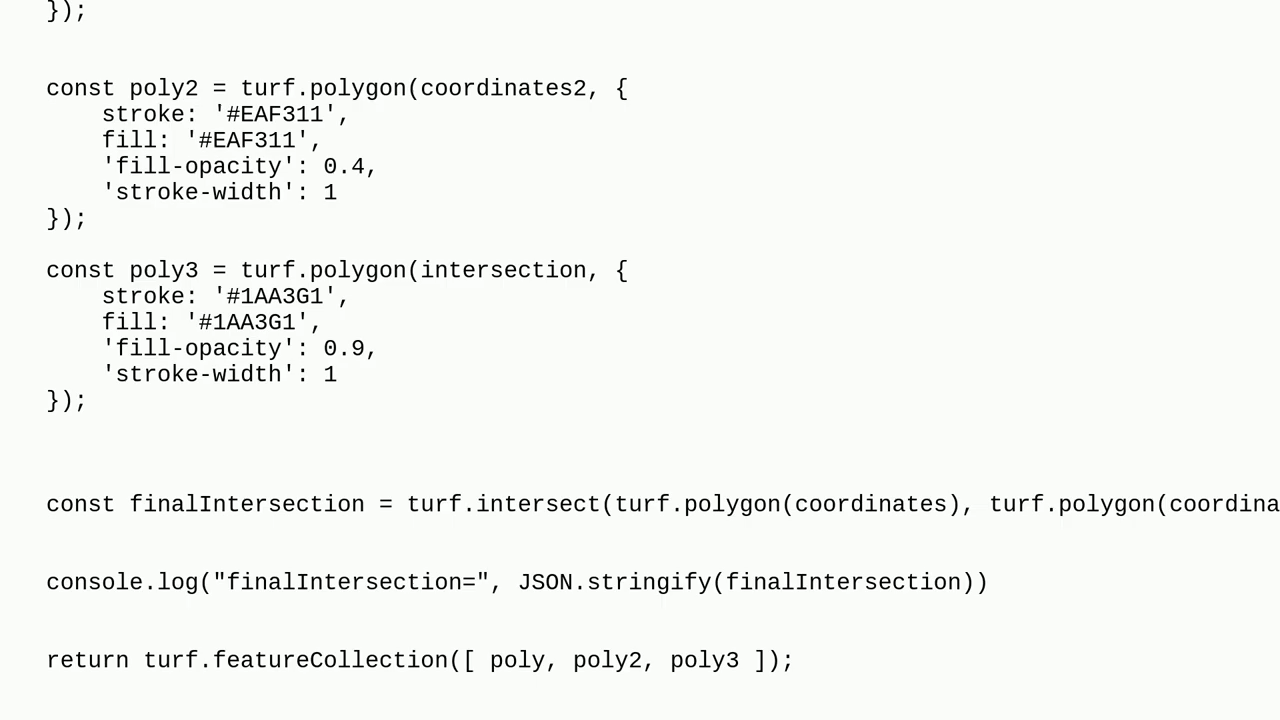 });
const poly2 = turf.polygon(coordinates2, {
    stroke: '#EAF311',
    fill: '#EAF311',
    'fill-opacity': 0.4,
    'stroke-width': 1
});
const poly3 = turf.polygon(intersection, {
    stroke: '#1AA3G1',
    fill: '#1AA3G1',
    'fill-opacity': 0.9,
    'stroke-width': 1
});
const finalIntersection = turf.intersect(turf.polygon(coordinates), turf.polygon(coordina
console.log("finalIntersection=", JSON.stringify(finalIntersection))
return turf.featureCollection([ poly, poly2, poly3 ]);